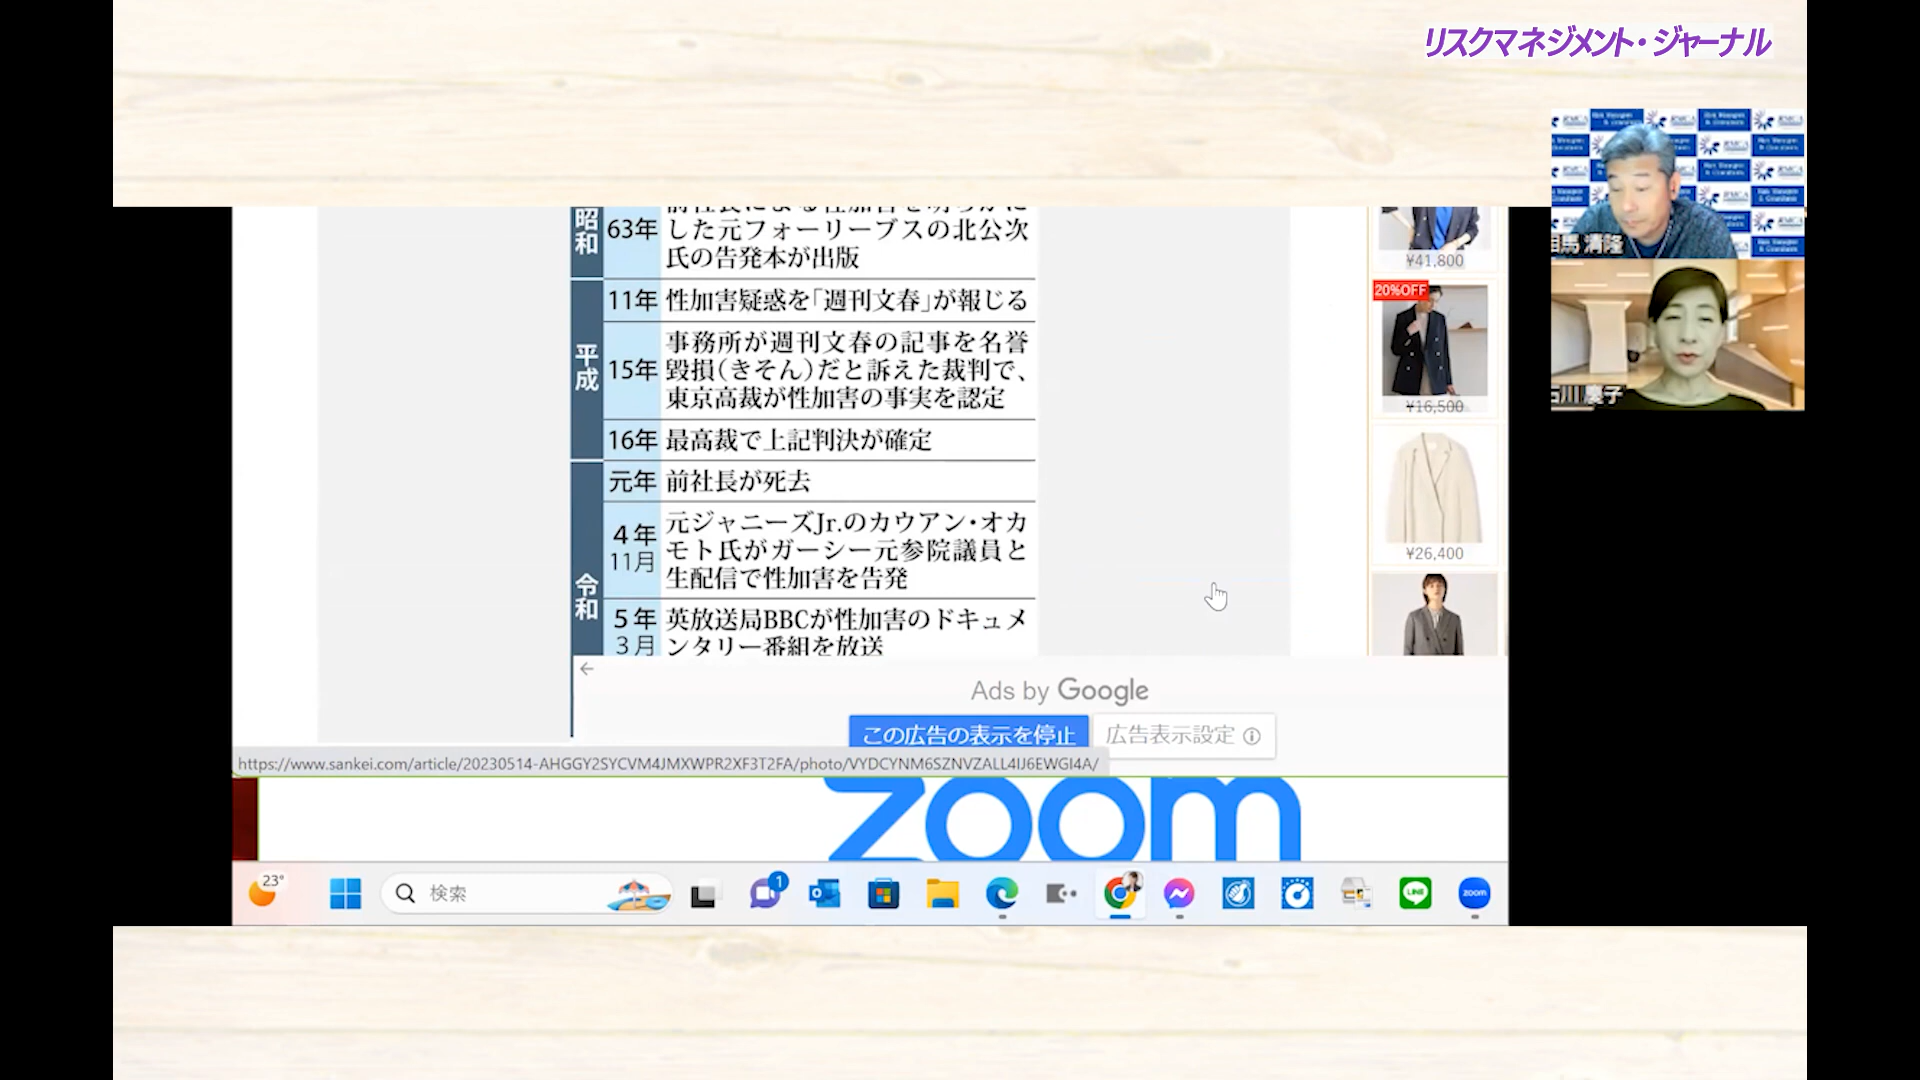 リスクマネジメント・ジャーナル
相馬 清隆
石川 慶子
昭和
63年
した元フォーリーブスの北公次
氏の告発本が出版
平成
11年 性加害疑惑を「週刊文春」が報じる
15年
事務所が週刊文春の記事を名誉
毀損(きそん)だと訴えた裁判で、
東京高裁が性加害の事実を認定
16年 最高裁で上記判決が確定
令和
元年 前社長が死去
4年
11月
元ジャニーズJr.のカウアン・オカ
モト氏がガーシー元参院議員と
生配信で性加害を告発
5年
3月
英放送局BBCが性加害のドキュメ
ンタリー番組を放送
¥41,800
20%OFF
¥16,500
¥26,400
Ads by Google
この広告の表示を停止
広告表示設定
https://www.sankei.com/article/20230514-AHGGY2SYCVM4JMXWPR2XF3T2FA/photo/VYDCYNM6SZNVZALL4IJ6EWGI4A/
zoom
23°
検索
1
LINE
zoom